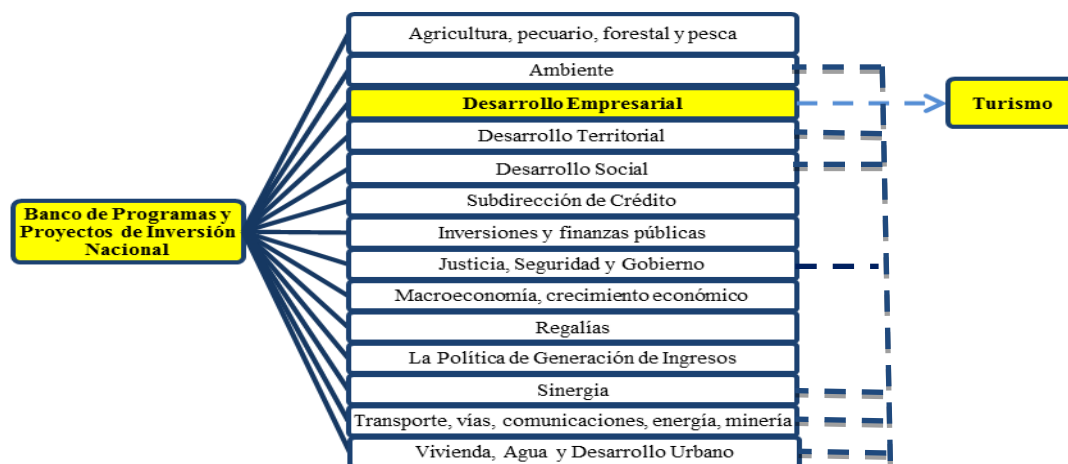 Agricultura, pecuario, forestal y pesca
Ambiente
Desarrollo Empresarial
Turismo
Desarrollo Territorial
Desarrollo Social
Subdirección de Crédito
Banco de Programas y
Proyectos de Inversión
Nacional
Inversiones y finanzas públicas
Justicia, Seguridad y Gobierno
Macroeconomía, crecimiento económico
Regalías
La Política de Generación de Ingresos
Sinergia
Transporte, vías, comunicaciones, energía, minería
Vivienda, Agua y Desarrollo Urbano